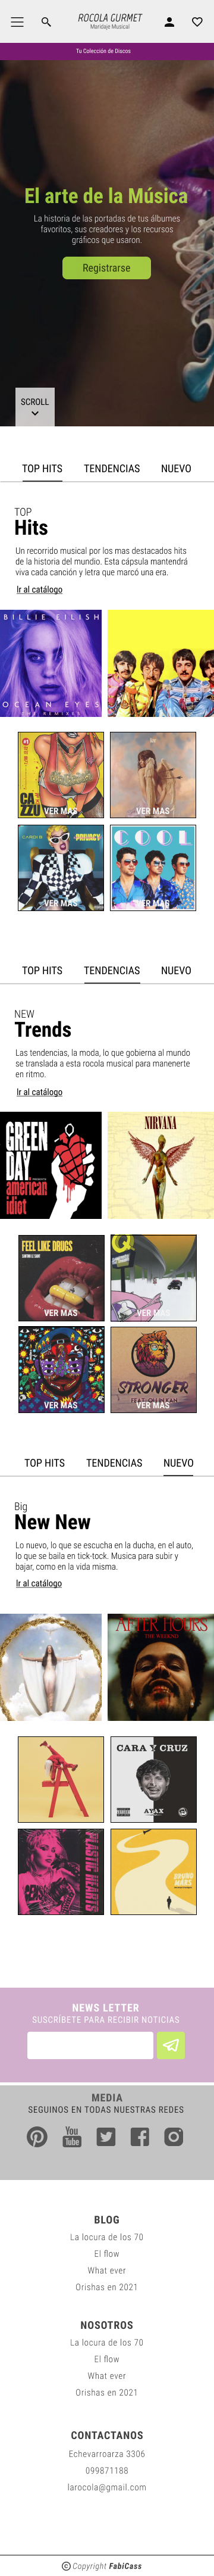 ROCOLA GURMET
Maridaje Musical
Tu Colección de Discos
El arte de la Música
La historia de las portadas de tus álbumes
favoritos, sus creadores y los recursos
gráficos que usaron.
Registrarse
SCROLL
TOP HITS TENDENCIAS NUEVO
TOP
Hits
Un recorrido musical por los mas destacados hits
de la historia del mundo. Esta cápsula mantendrá
viva cada canción y letra que marcó una era.
Ir al catálogo
BILLIE EILISH
OCEAN EYES
CAZZU
VER MAS
VER MAS
CARDI B
PRIVACY
VER MAS
COOL
VER MAS
TOP HITS TENDENCIAS NUEVO
NEW
Trends
Las tendencias, la moda, lo que gobierna al mundo
se translada a esta rocola musical para manenerte
en ritmo.
Ir al catálogo
GREEN DAY
american idiot
NIRVANA
FEEL LIKE DRUGS
VER MAS
VER MAS
VER MAS
STRONGER
VER MAS
TOP HITS TENDENCIAS NUEVO
Big
New New
Lo nuevo, lo que se escucha en la ducha, en el auto,
lo que se baila en tick-tock. Musica para subir y
bajar, como en la vida misma.
Ir al catálogo
AFTER HOURS
THE WEEKND
CARA Y CRUZ
AYAX
PLASTIC HEARTS
BRUNO MARS
NEWS LETTER
SUSCRÍBETE PARA RECIBIR NOTICIAS
MEDIA
SEGUINOS EN TODAS NUESTRAS REDES
You
Tube
BLOG
La locura de los 70
El flow
What ever
Orishas en 2021
NOSOTROS
La locura de los 70
El flow
What ever
Orishas en 2021
CONTACTANOS
Echevarroarza 3306
099871188
larocola@gmail.com
© Copyright FabiCass